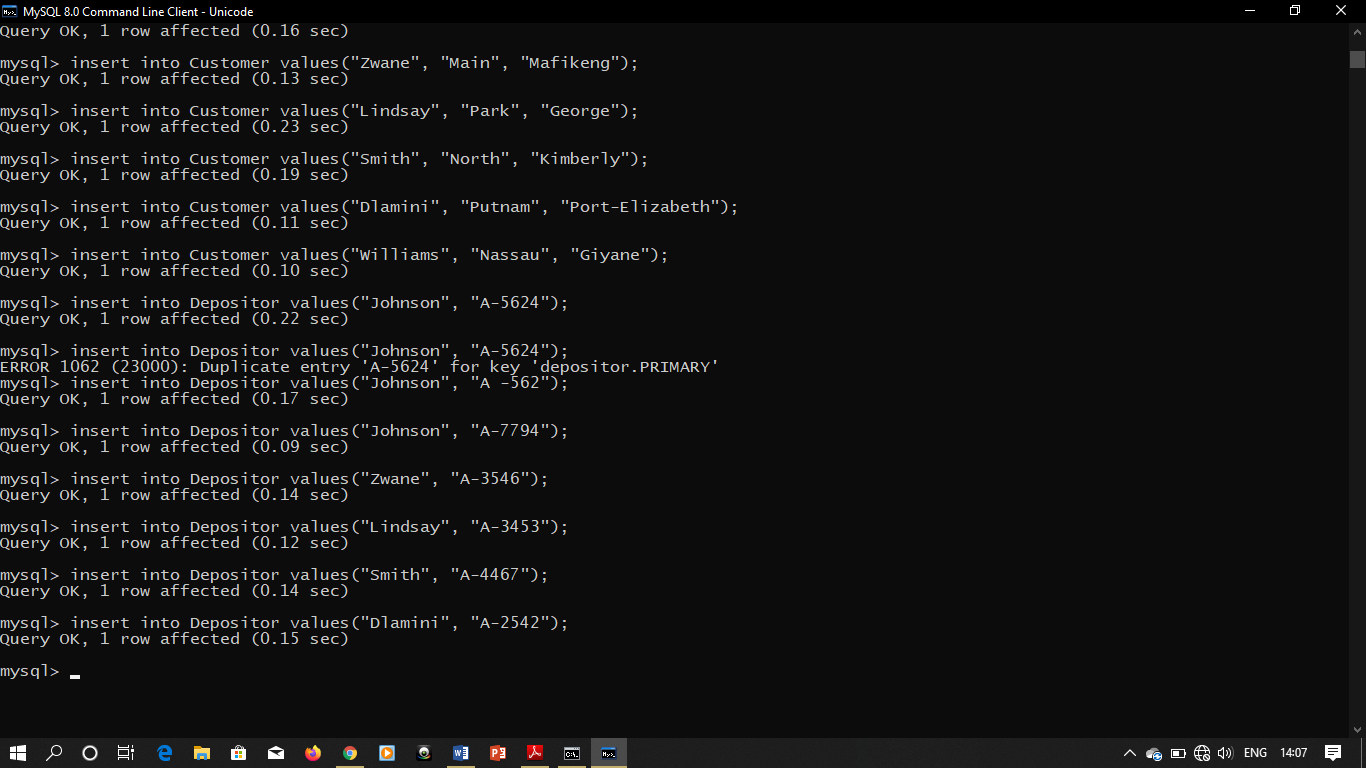 MySQL 8.0 Command Line Client - Unicode
Query OK, 1 row affected (0.16 sec)
mysql> insert into Customer values("Zwane", "Main", "Mafikeng");
Query OK, 1 row affected (0.13 sec)
mysql> insert into Customer values("Lindsay", "Park", "George");
Query OK, 1 row affected (0.23 sec)
mysql> insert into Customer values("Smith", "North", "Kimberly");
Query OK, 1 row affected (0.19 sec)
mysql> insert into Customer values("Dlamini", "Putnam", "Port-Elizabeth");
Query OK, 1 row affected (0.11 sec)
mysql> insert into Customer values("Williams", "Nassau", "Giyane");
Query OK, 1 row affected (0.10 sec)
mysql> insert into Depositor values("Johnson", "A-5624");
Query OK, 1 row affected (0.22 sec)
mysql> insert into Depositor values("Johnson", "A-5624");
ERROR 1062 (23000): Duplicate entry 'A-5624' for key 'depositor.PRIMARY'
mysql> insert into Depositor values("Johnson", "A -562");
Query OK, 1 row affected (0.17 sec)
mysql> insert into Depositor values("Johnson", "A-7794");
Query OK, 1 row affected (0.09 sec)
mysql> insert into Depositor values("Zwane", "A-3546");
Query OK, 1 row affected (0.14 sec)
mysql> insert into Depositor values("Lindsay", "A-3453");
Query OK, 1 row affected (0.12 sec)
mysql> insert into Depositor values("Smith", "A-4467");
Query OK, 1 row affected (0.14 sec)
mysql> insert into Depositor values("Dlamini", "A-2542");
Query OK, 1 row affected (0.15 sec)
mysql>
ENG 14:07